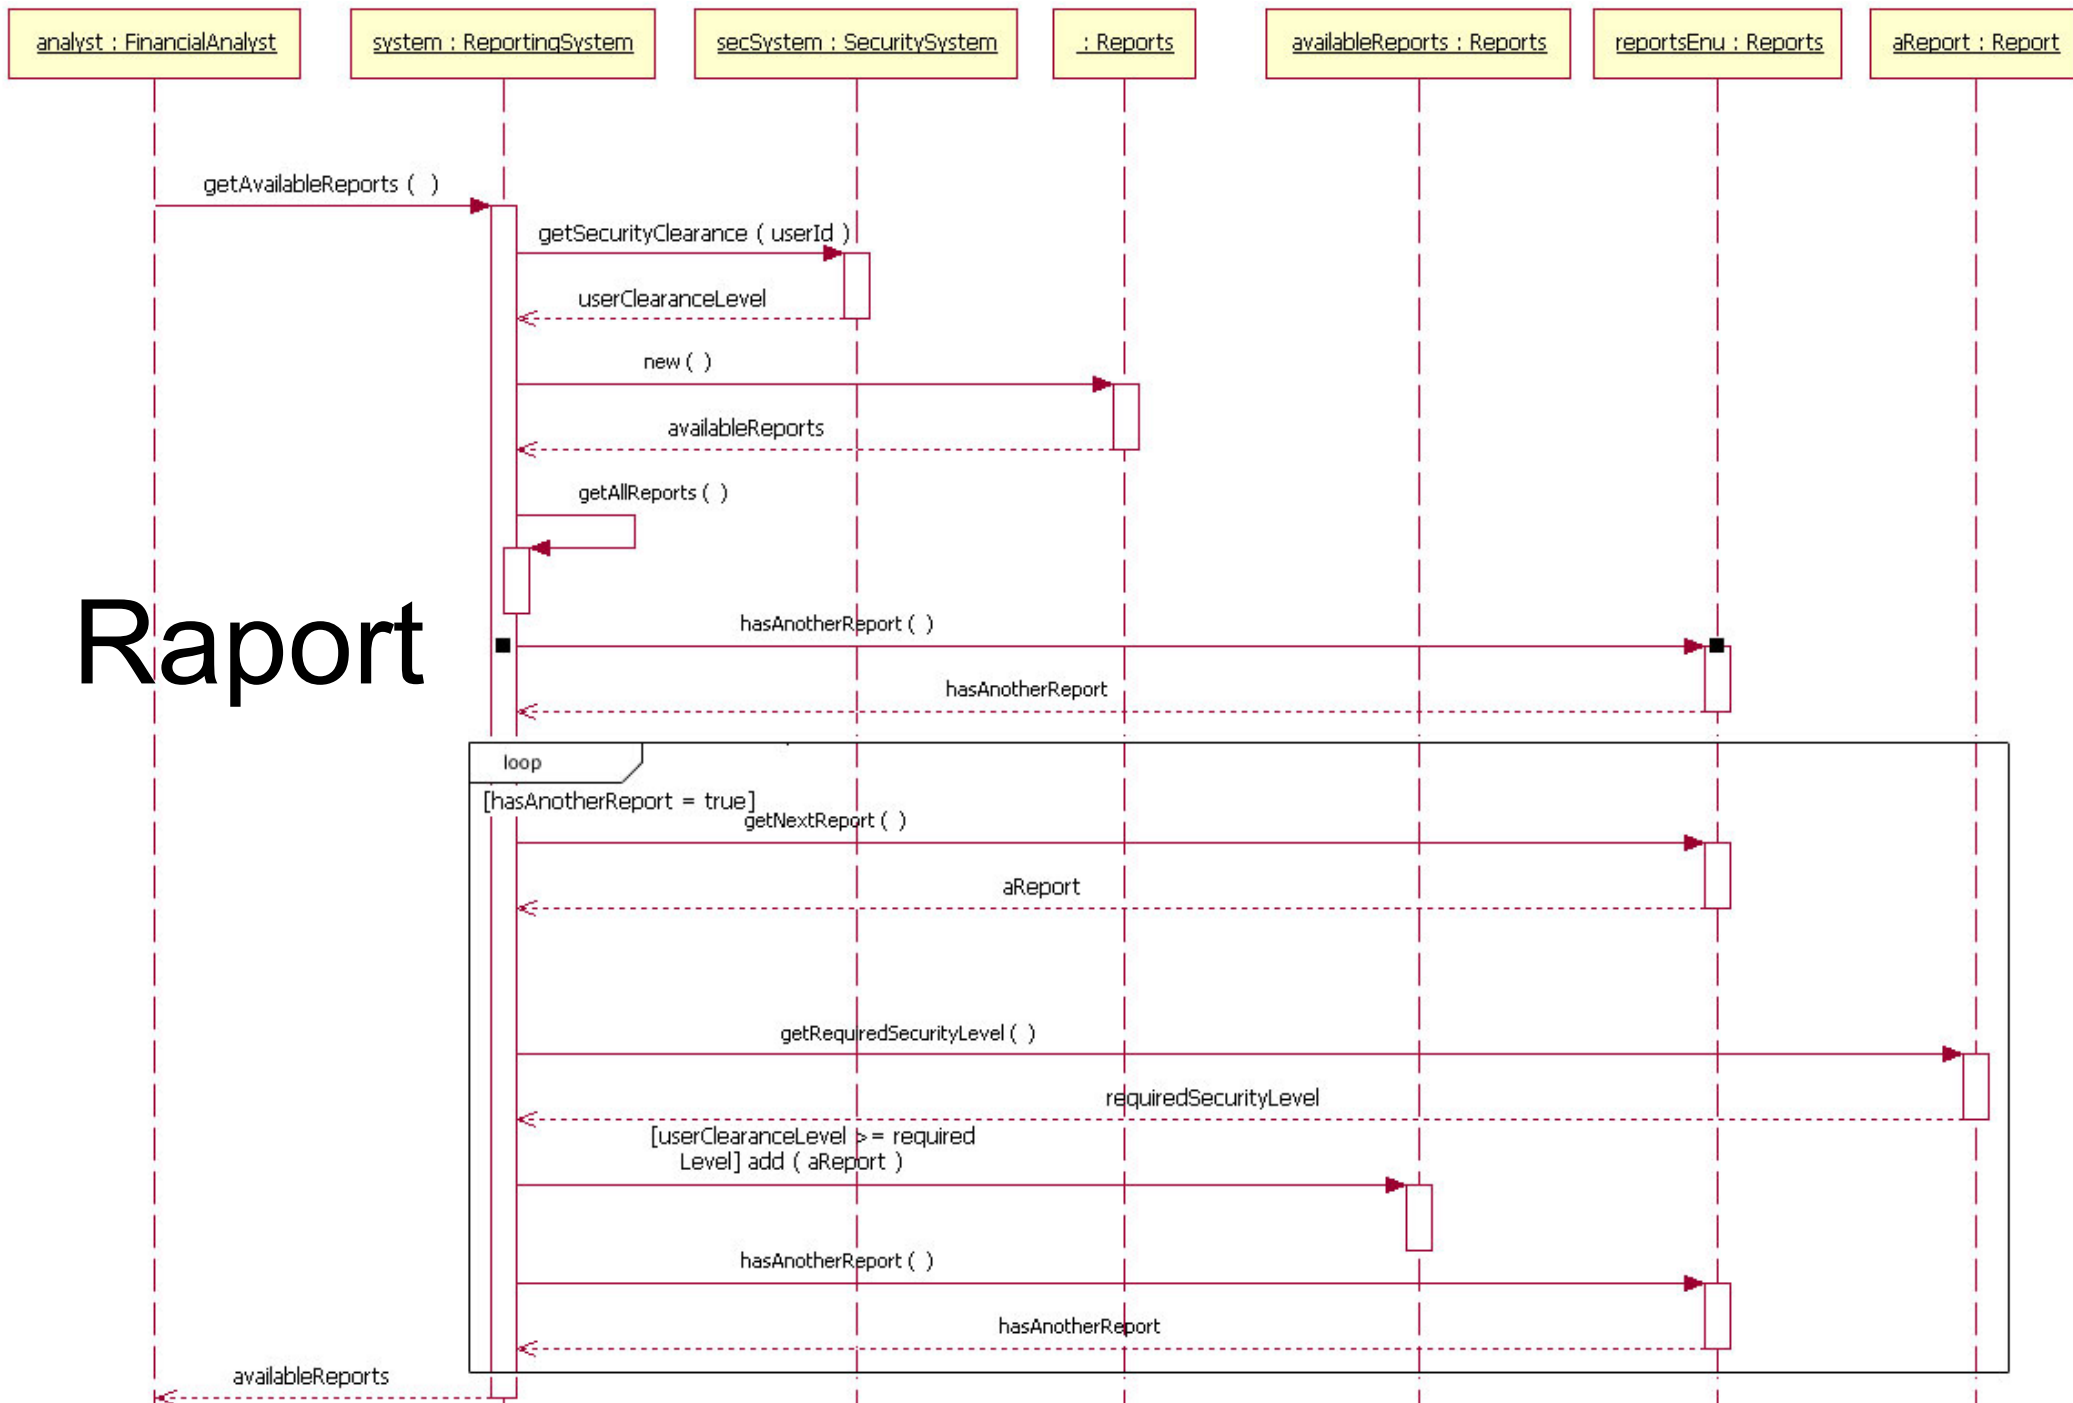 analyst : FinancialAnalyst
system : ReportingSystem
secSystem : SecuritySystem
: Reports
availableReports : Reports
reportsEnu : Reports
aReport : Report
getAvailableReports ( )
getSecurityClearance ( userId )
userClearanceLevel
new ( )
availableReports
getAllReports ( )
Raport
hasAnotherReport ( )
hasAnotherReport
loop
[hasAnotherReport = true]
getNextReport ( )
aReport
getRequiredSecurityLevel ( )
requiredSecurityLevel
[userClearanceLevel >= required
Level] add ( aReport )
hasAnotherReport ( )
hasAnotherReport
availableReports